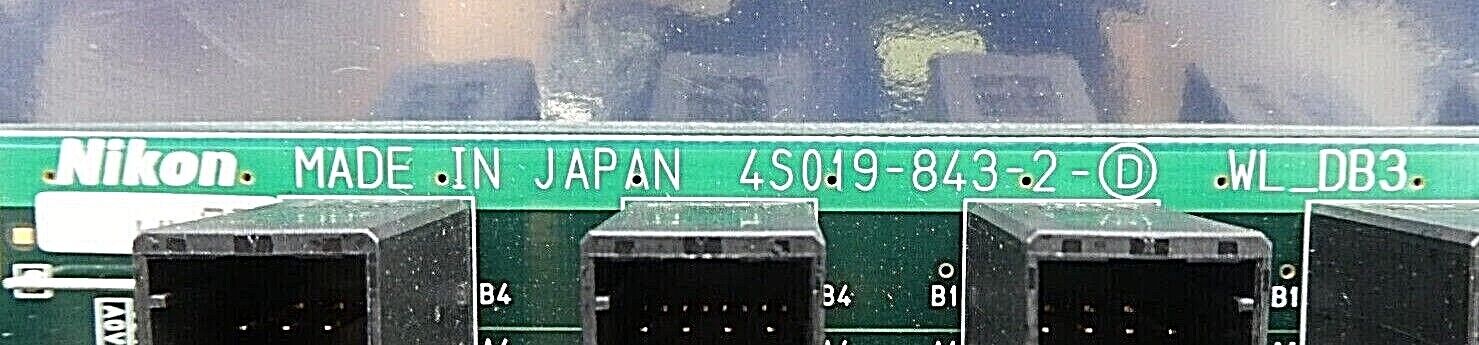 Nikon MADE IN JAPAN 4S019-843-2-Ⓓ WL_DB3
B4 B4 B1 B1